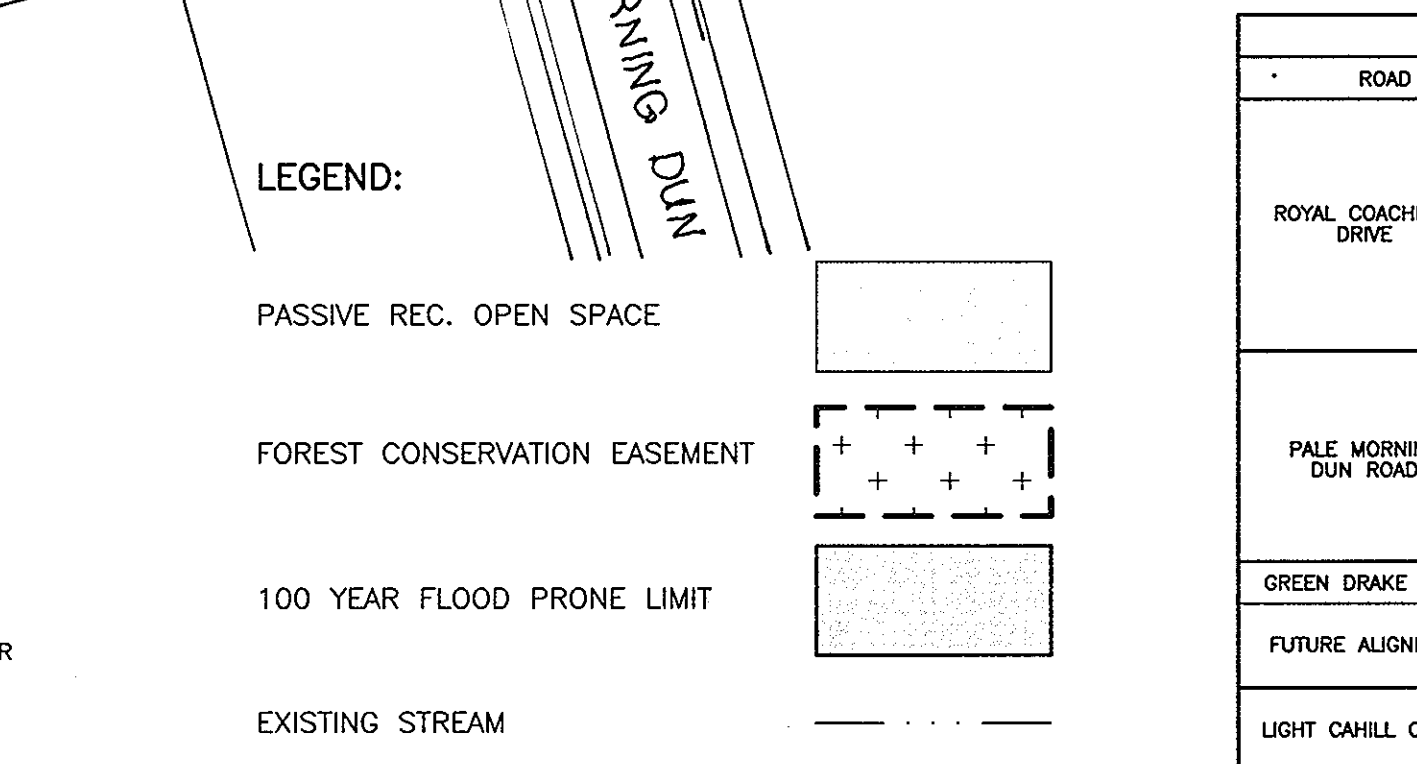 RNING DUN
LEGEND:
PASSIVE REC. OPEN SPACE
FOREST CONSERVATION EASEMENT
100 YEAR FLOOD PRONE LIMIT
EXISTING STREAM
R
ROAD
ROYAL COACH
DRIVE
PALE MORNI
DUN ROAD
GREEN DRAKE
FUTURE ALIGN
LIGHT CAHILL